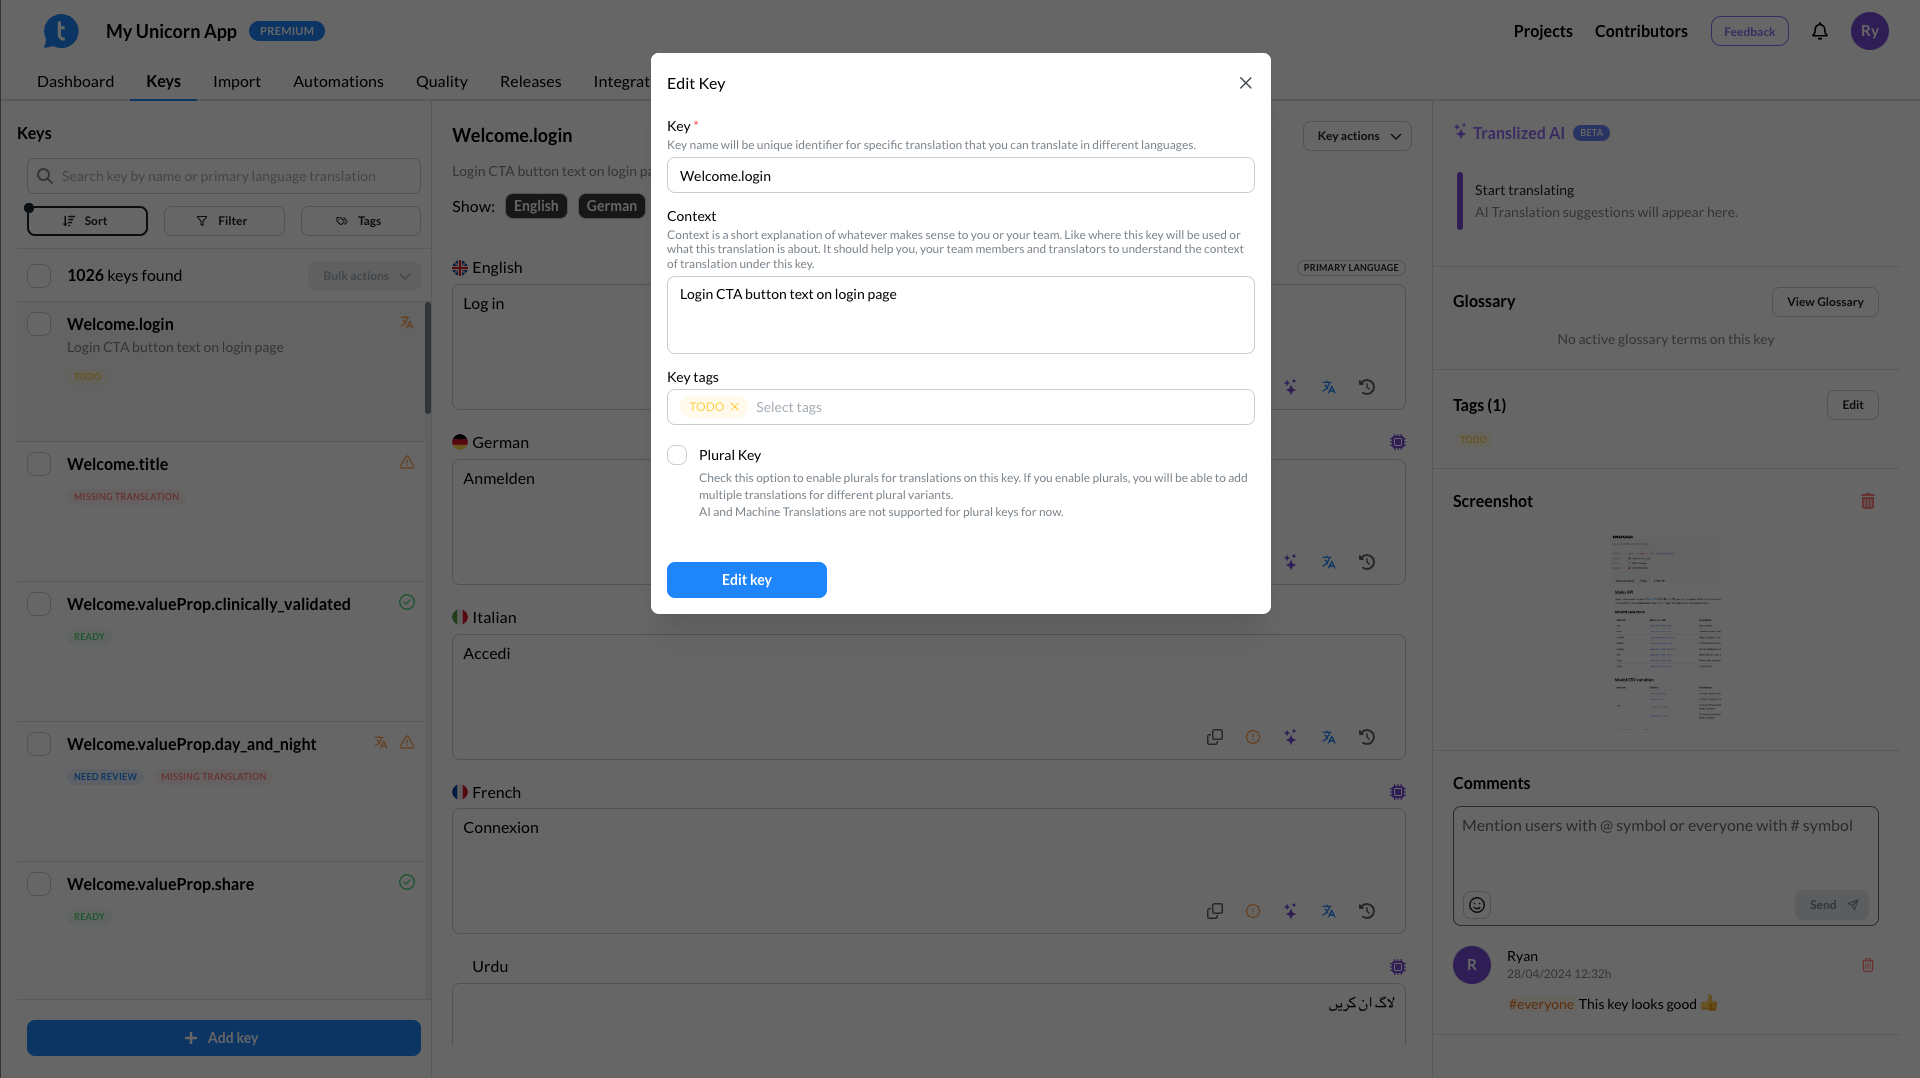 My Unicorn App
PREMIUM
Projects
Contributors
Feedback
Ry
Dashboard
Keys
Import
Automations
Quality
Releases
Integrat
Keys
Search key by name or primary language translation
Sort
Filter
Tags
1026 keys found
Bulk actions
Welcome.login
Login CTA button text on login page
TODO
Welcome.title
MISSING TRANSLATION
Welcome.valueProp.clinically_validated
READY
Welcome.valueProp.day_and_night
NEED REVIEW
MISSING TRANSLATION
Welcome.valueProp.share
READY
Add key
Welcome.login
Key actions
Login CTA button text on login pa
Show:
English
German
English
PRIMARY LANGUAGE
Log in
German
Anmelden
Italian
Accedi
French
Connexion
Urdu
لاگ ان کریں
Edit Key
Key *
Key name will be unique identifier for specific translation that you can translate in different languages.
Welcome.login
Context
Context is a short explanation of whatever makes sense to you or your team. Like where this key will be used or
what this translation is about. It should help you, your team members and translators to understand the context
of translation under this key.
Login CTA button text on login page
Key tags
TODO
Select tags
Plural Key
Check this option to enable plurals for translations on this key. If you enable plurals, you will be able to add
multiple translations for different plural variants.
AI and Machine Translations are not supported for plural keys for now.
Edit key
Translized AI
BETA
Start translating
AI Translation suggestions will appear here.
Glossary
View Glossary
No active glossary terms on this key
Tags (1)
Edit
TODO
Screenshot
Comments
Mention users with @ symbol or everyone with # symbol
Send
R
Ryan
28/04/2024 12:32h
#everyone This key looks good 👍